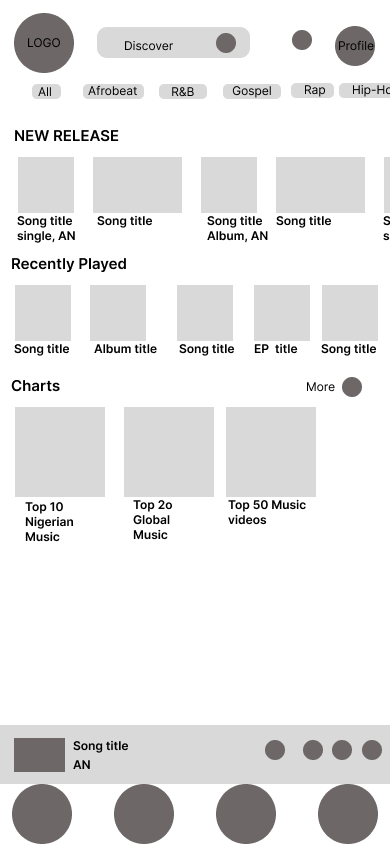 LOGO
Discover
Profile
All
Afrobeat
R&B
Gospel
Rap
Hip-Ho
NEW RELEASE
Song title
single, AN
Song title
Song title
Album, AN
Song title
S
s
Recently Played
Song title
Album title
Song title
EP  title
Song title
Charts
More
Top 10
Nigerian
Music
Top 2o
Global
Music
Top 50 Music
videos
Song title
AN